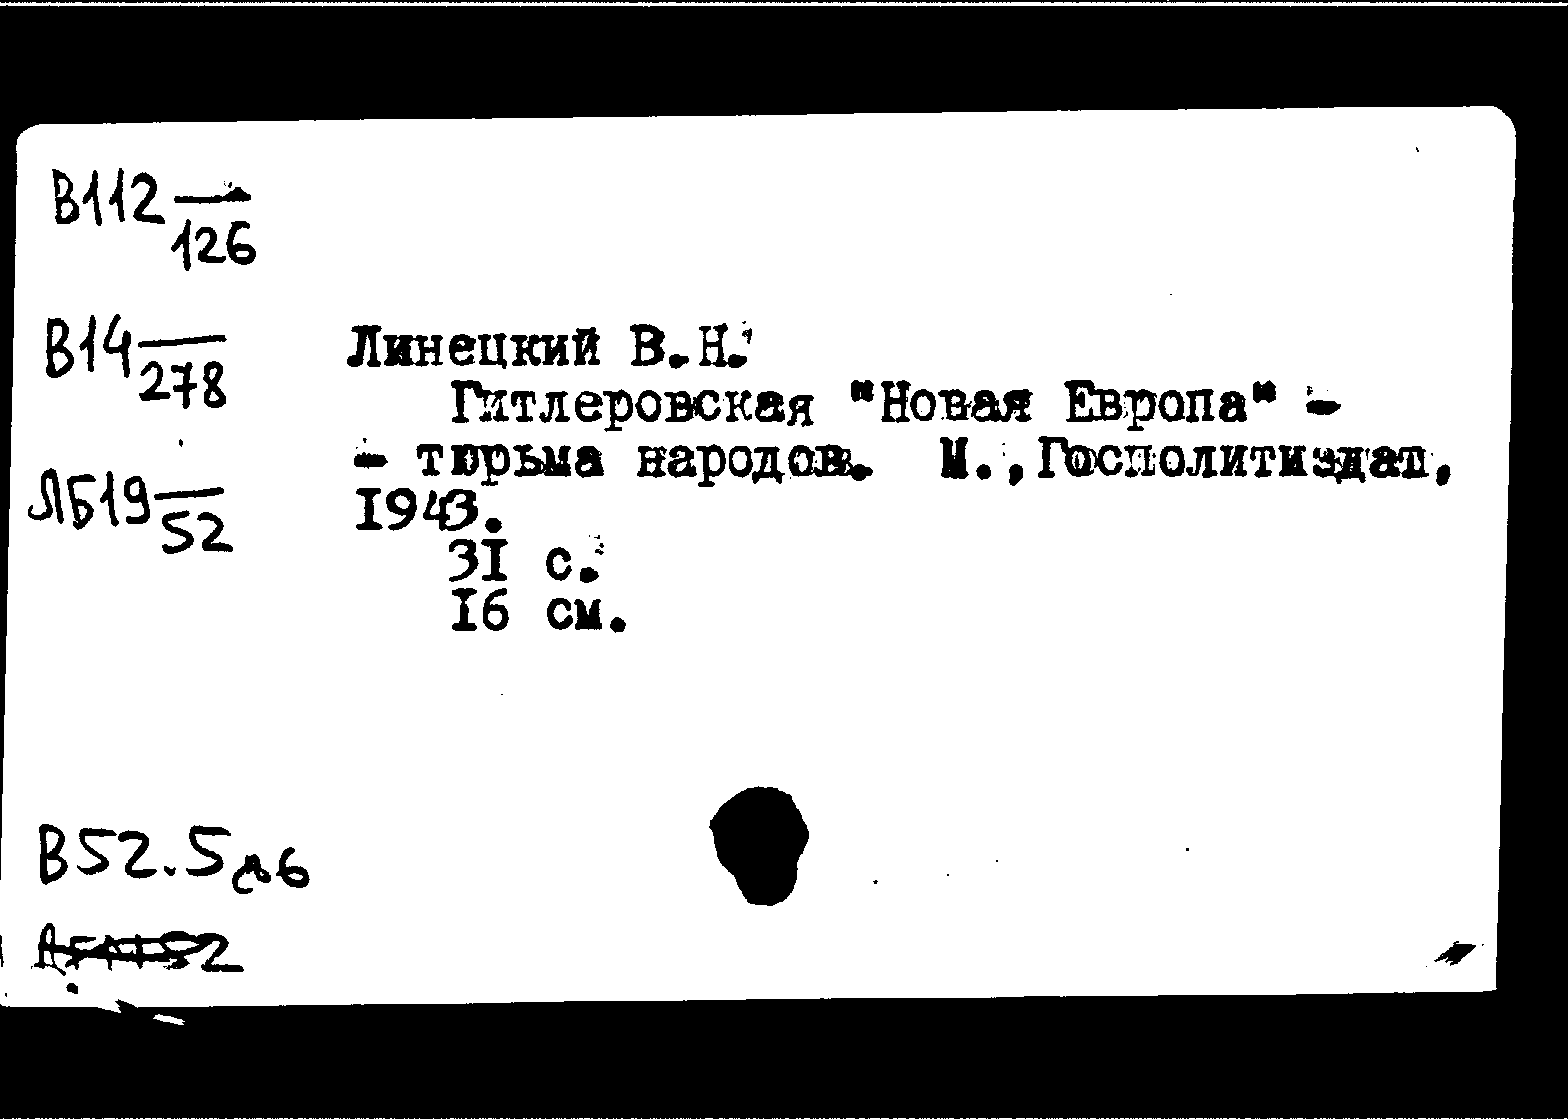 В112
126
В14
278
Линецкий В.Н.
Гитлеровская "Новая Европа" -
- тюрьма народов. М.,Госполитиздат,
ЛБ19
52
1943.
31 с.
16 см.
В52.5